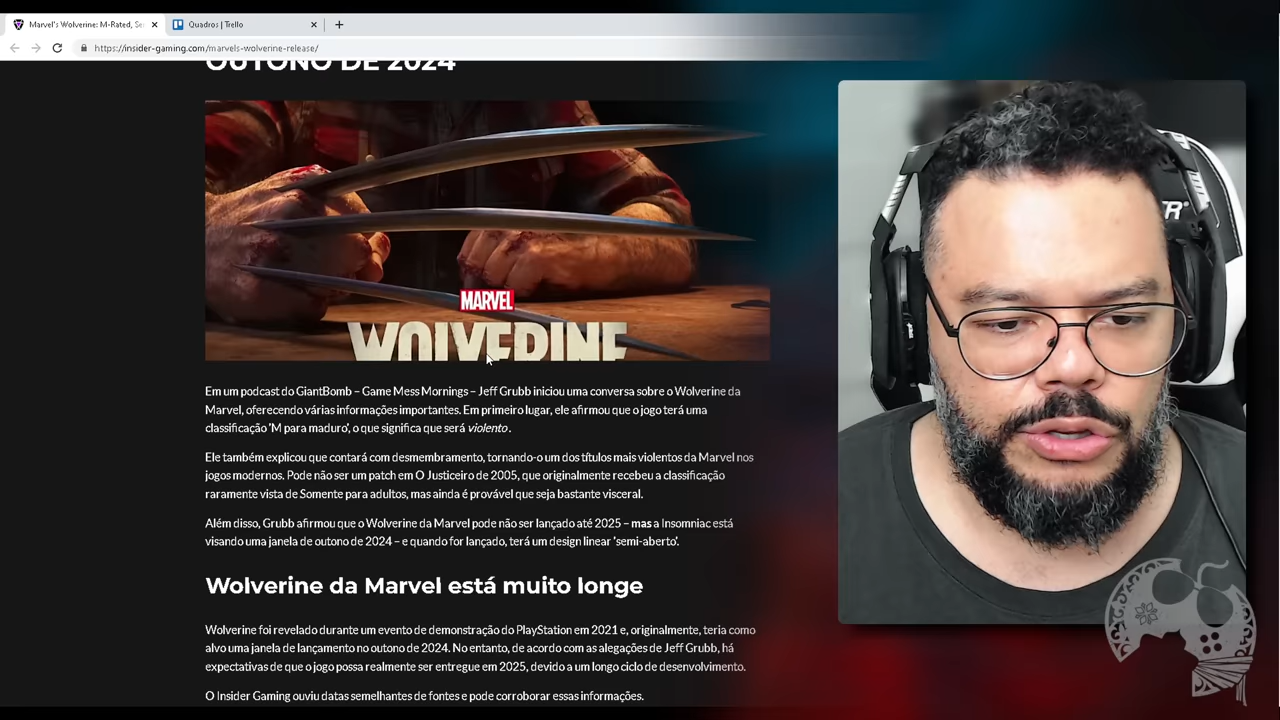 Marvel's Wolverine: M-Rated, Se
Quadros | Trello
https://insider-gaming.com/marvels-wolverine-release/
OUTONO DE 2024
MARVEL
WOLVERINE
Em um podcast do GiantBomb – Game Mess Mornings – Jeff Grubb iniciou uma conversa sobre o Wolverine da
Marvel, oferecendo várias informações importantes. Em primeiro lugar, ele afirmou que o jogo terá uma
classificação 'M para maduro', o que significa que será violento .
Ele também explicou que contará com desmembramento, tornando-o um dos títulos mais violentos da Marvel nos
jogos modernos. Pode não ser um patch em O Justiceiro de 2005, que originalmente recebeu a classificação
raramente vista de Somente para adultos, mas ainda é provável que seja bastante visceral.
Além disso, Grubb afirmou que o Wolverine da Marvel pode não ser lançado até 2025 – mas a Insomniac está
visando uma janela de outono de 2024 – e quando for lançado, terá um design linear 'semi-aberto'.
Wolverine da Marvel está muito longe
Wolverine foi revelado durante um evento de demonstração do PlayStation em 2021 e, originalmente, teria como
alvo uma janela de lançamento no outono de 2024. No entanto, de acordo com as alegações de Jeff Grubb, há
expectativas de que o jogo possa realmente ser entregue em 2025, devido a um longo ciclo de desenvolvimento.
O Insider Gaming ouviu datas semelhantes de fontes e pode corroborar essas informações.